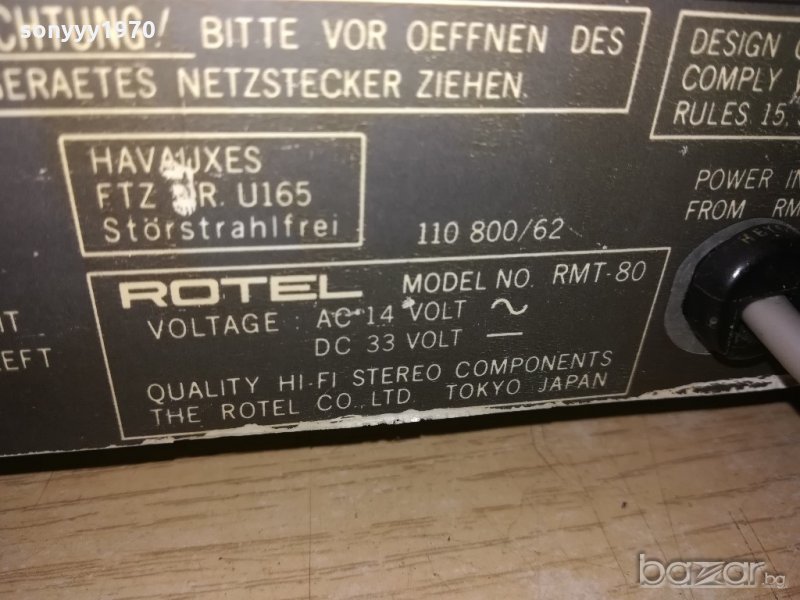 sonyyy1970
CHTUNG! BITTE VOR OEFFNEN DES
GERAETES NETZSTECKER ZIEHEN.
DESIGN
COMPLY
RULES 15,
HAVAUXES
FTZ NR. U165
Störstrahlfrei
110 800/62
POWER IN
FROM RM
ROTEL MODEL NO. RMT-80
VOLTAGE : AC 14 VOLT ~
DC 33 VOLT —
QUALITY HI-FI STEREO COMPONENTS
THE ROTEL CO., LTD. TOKYO JAPAN
EFT
bazar.bg